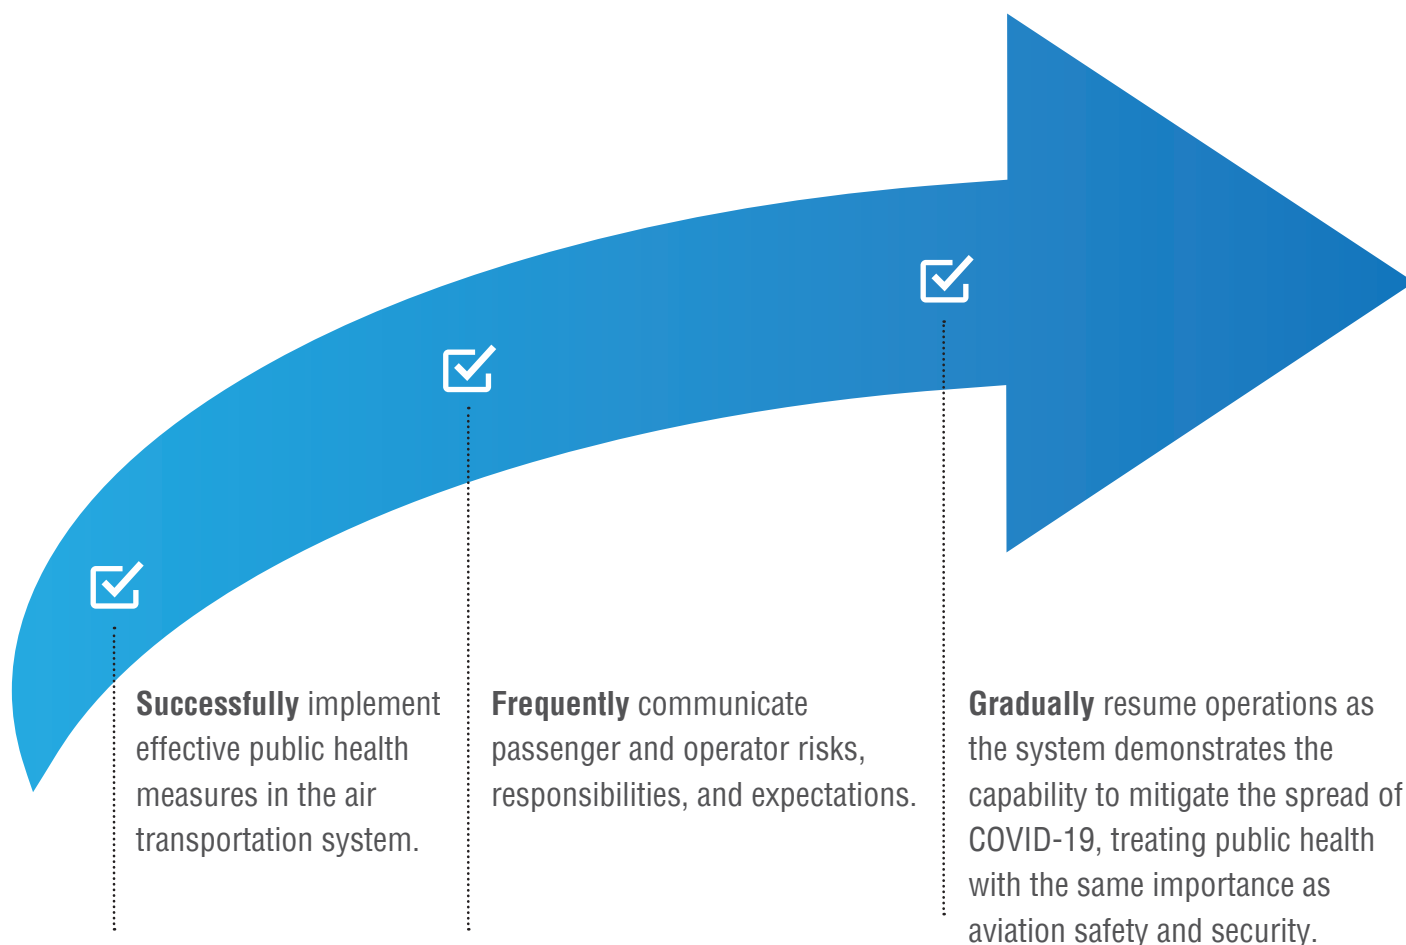 Successfully implement
effective public health
measures in the air
transportation system.
Frequently communicate
passenger and operator risks,
responsibilities, and expectations.
Gradually resume operations as
the system demonstrates the
capability to mitigate the spread of
COVID-19, treating public health
with the same importance as
aviation safety and security.